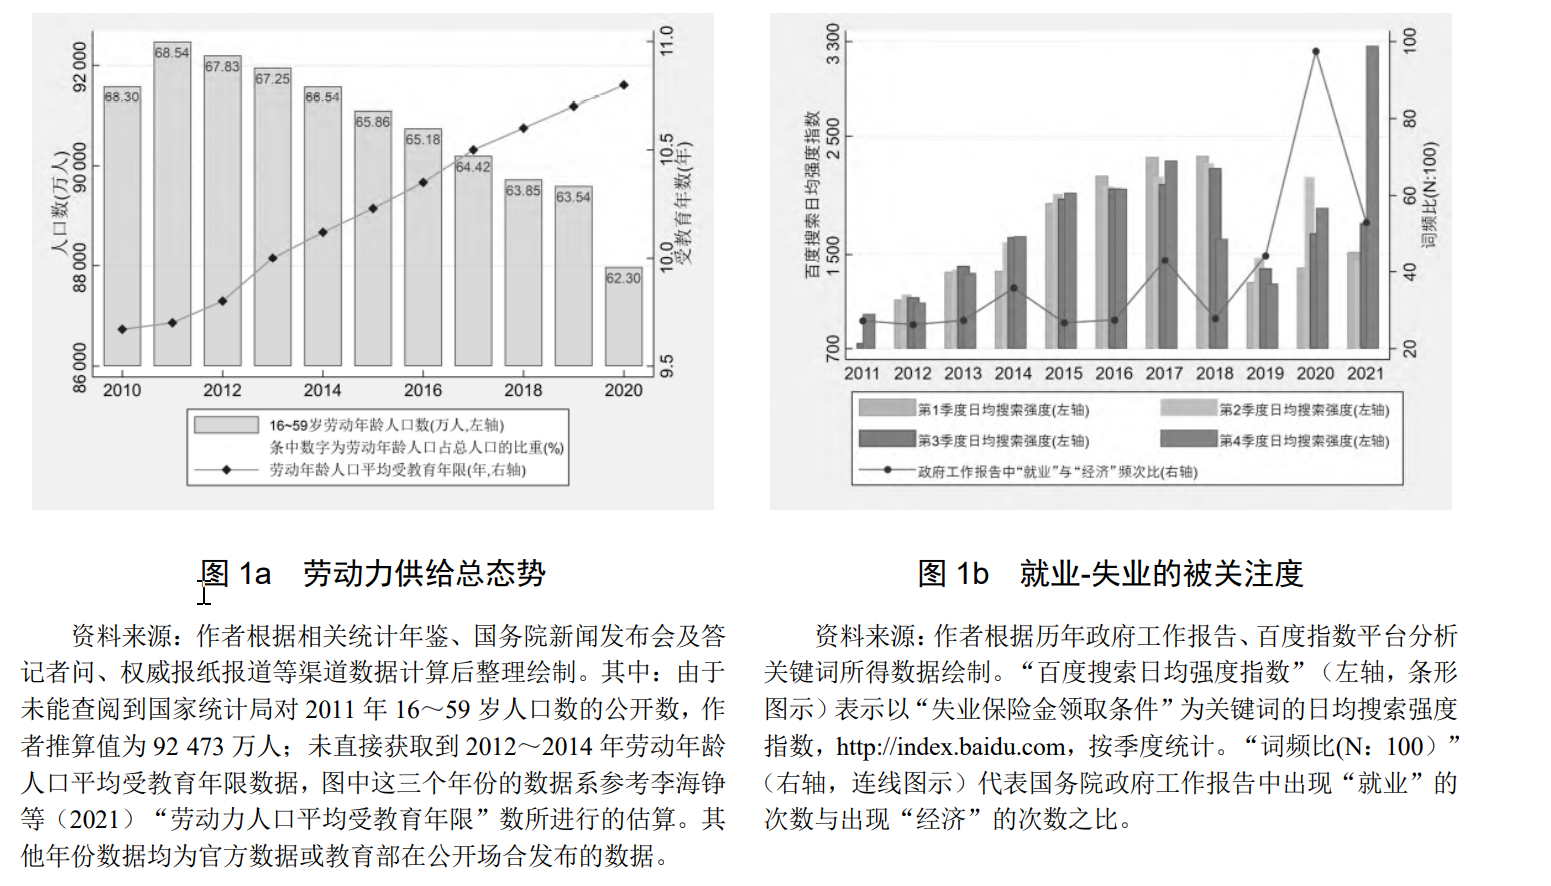 人口数(万人)
92 000
90 000
88 000
86 000
68.30
68.54
67.83
67.25
66.54
65.86
65.18
64.42
63.85
63.54
62.30
11.0
10.5
10.0
9.5
受教育年数(年)
2010
2012
2014
2016
2018
2020
16~59岁劳动年龄人口数(万人,左轴)
条中数字为劳动年龄人口占总人口的比重(%)
劳动年龄人口平均受教育年限(年,右轴)
图 1a 劳动力供给总态势
资料来源：作者根据相关统计年鉴、国务院新闻发布会及答
记者问、权威报纸报道等渠道数据计算后整理绘制。其中：由于
未能查阅到国家统计局对 2011 年 16～59 岁人口数的公开数，作
者推算值为 92 473 万人；未直接获取到 2012～2014 年劳动年龄
人口平均受教育年限数据，图中这三个年份的数据系参考李海铮
等（2021）“劳动力人口平均受教育年限”数所进行的估算。其
他年份数据均为官方数据或教育部在公开场合发布的数据。
百度搜索日均强度指数
3 300
2 500
1 500
700
100
80
60
40
20
词频比(N:100)
2011
2012
2013
2014
2015
2016
2017
2018
2019
2020
2021
第1季度日均搜索强度(左轴)
第2季度日均搜索强度(左轴)
第3季度日均搜索强度(左轴)
第4季度日均搜索强度(左轴)
政府工作报告中“就业”与“经济”频次比(右轴)
图 1b 就业-失业的被关注度
资料来源：作者根据历年政府工作报告、百度指数平台分析
关键词所得数据绘制。“百度搜索日均强度指数”（左轴，条形
图示）表示以“失业保险金领取条件”为关键词的日均搜索强度
指数，http://index.baidu.com，按季度统计。“词频比(N：100）”
（右轴，连线图示）代表国务院政府工作报告中出现“就业”的
次数与出现“经济”的次数之比。